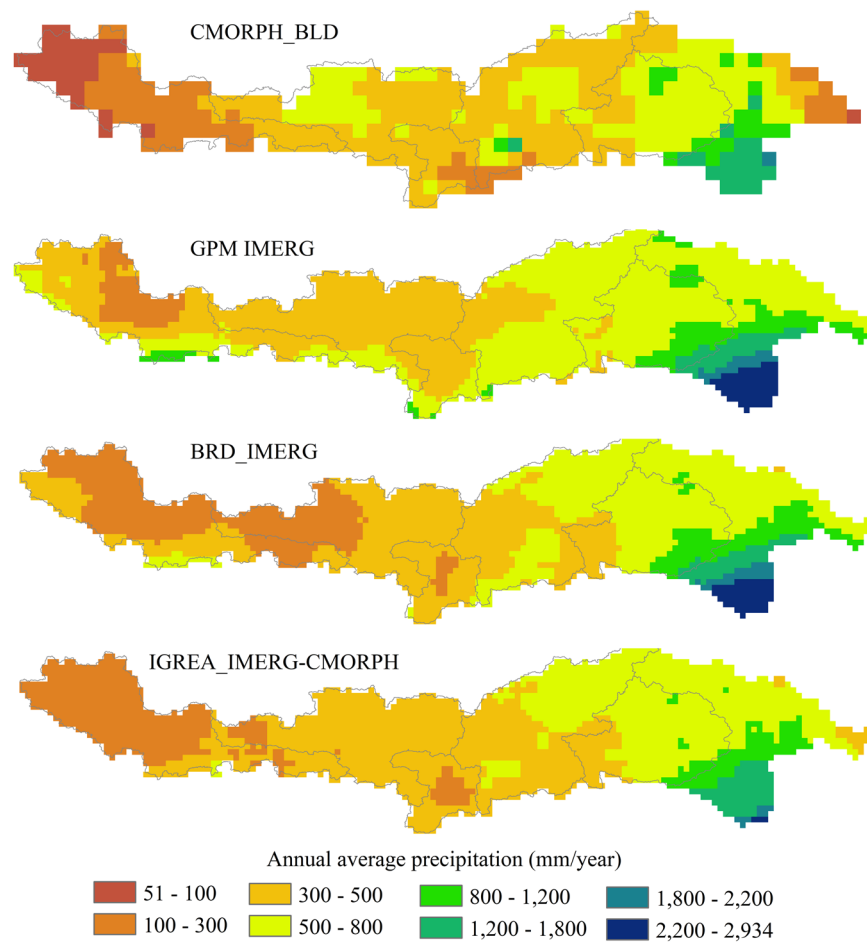 CMORPH_BLD
GPM IMERG
BRD_IMERG
IGREA_IMERG-CMORPH
Annual average precipitation (mm/year)
51 - 100 300 - 500 800 - 1,200 1,800 - 2,200
100 - 300 500 - 800 1,200 - 1,800 2,200 - 2,934